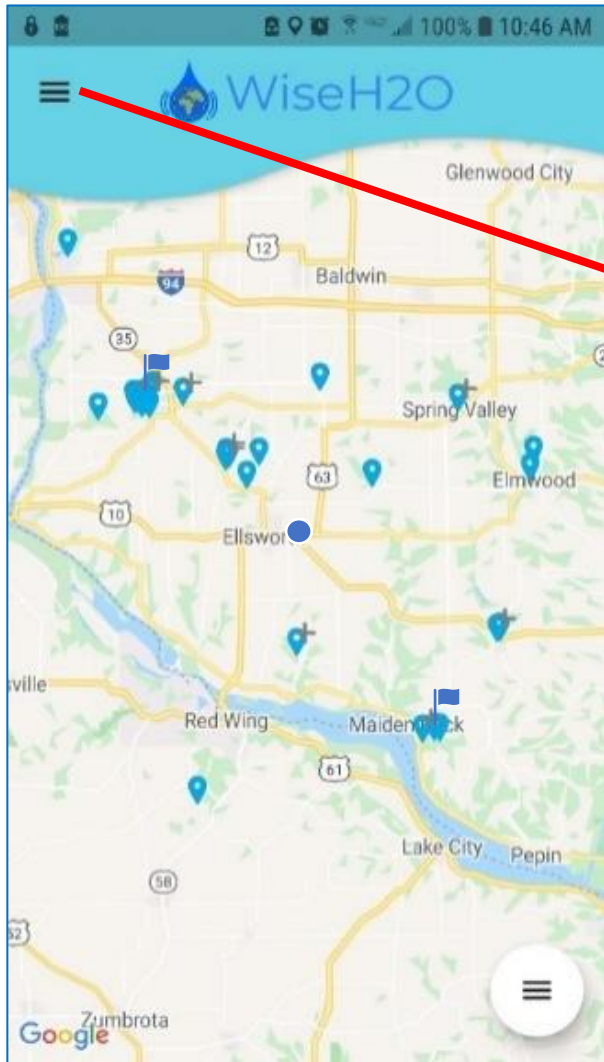 100% 10:46 AM
WiseH2O
Glenwood City
12
Baldwin
94
35
Spring Valley
63
Elmwood
10
Ellswor
ville
Red Wing
Maiden ck
61
Lake City
Pepin
58
52
Zumbrota
Google